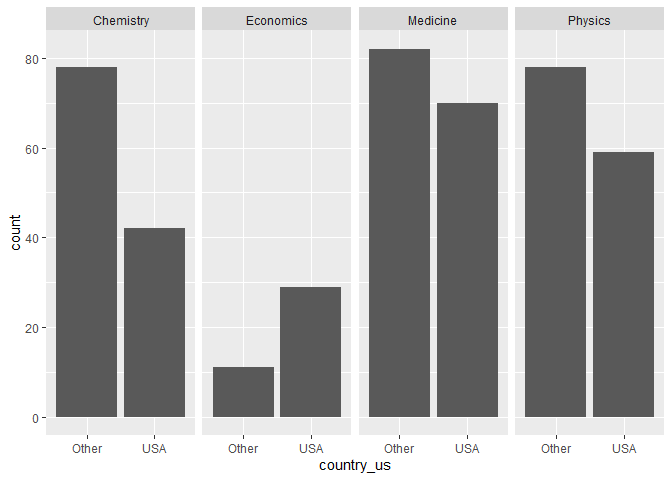 Chemistry Economics Medicine Physics
count
80
60
40
20
0
Other USA Other USA Other USA Other USA
country_us